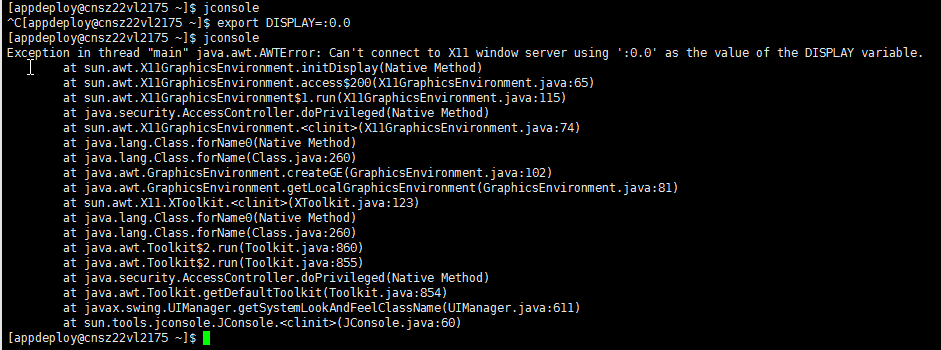 [appdeploy@cnsz22vl2175 ~]$ jconsole
^C[appdeploy@cnsz22vl2175 ~]$ export DISPLAY=:0.0
[appdeploy@cnsz22vl2175 ~]$ jconsole
Exception in thread "main" java.awt.AWTError: Can't connect to X11 window server using ':0.0' as the value of the DISPLAY variable.
        at sun.awt.X11GraphicsEnvironment.initDisplay(Native Method)
        at sun.awt.X11GraphicsEnvironment.access$200(X11GraphicsEnvironment.java:65)
        at sun.awt.X11GraphicsEnvironment$1.run(X11GraphicsEnvironment.java:115)
        at java.security.AccessController.doPrivileged(Native Method)
        at sun.awt.X11GraphicsEnvironment.<clinit>(X11GraphicsEnvironment.java:74)
        at java.lang.Class.forName0(Native Method)
        at java.lang.Class.forName(Class.java:260)
        at java.awt.GraphicsEnvironment.createGE(GraphicsEnvironment.java:102)
        at java.awt.GraphicsEnvironment.getLocalGraphicsEnvironment(GraphicsEnvironment.java:81)
        at sun.awt.X11.XToolkit.<clinit>(XToolkit.java:123)
        at java.lang.Class.forName0(Native Method)
        at java.lang.Class.forName(Class.java:260)
        at java.awt.Toolkit$2.run(Toolkit.java:860)
        at java.awt.Toolkit$2.run(Toolkit.java:855)
        at java.security.AccessController.doPrivileged(Native Method)
        at java.awt.Toolkit.getDefaultToolkit(Toolkit.java:854)
        at javax.swing.UIManager.getSystemLookAndFeelClassName(UIManager.java:611)
        at sun.tools.jconsole.JConsole.<clinit>(JConsole.java:60)
[appdeploy@cnsz22vl2175 ~]$